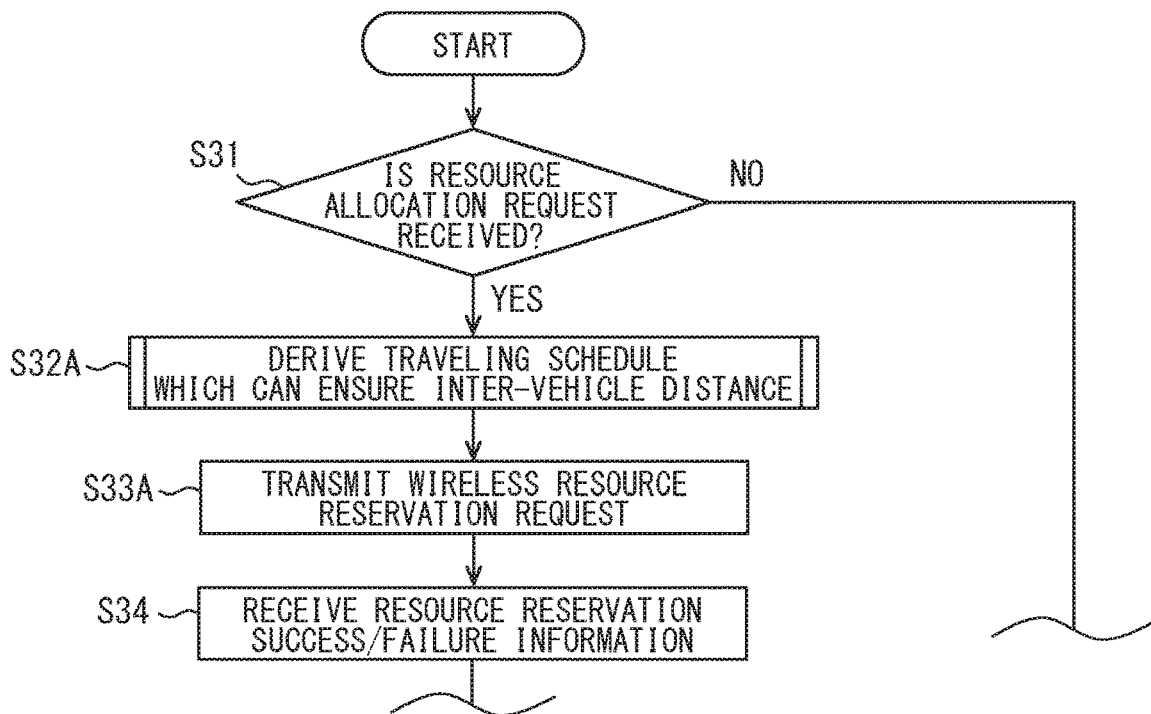 START
S31
IS RESOURCE
ALLOCATION REQUEST
RECEIVED?
NO
YES
S32A
DERIVE TRAVELING SCHEDULE
WHICH CAN ENSURE INTER-VEHICLE DISTANCE
S33A
TRANSMIT WIRELESS RESOURCE
RESERVATION REQUEST
S34
RECEIVE RESOURCE RESERVATION
SUCCESS/FAILURE INFORMATION